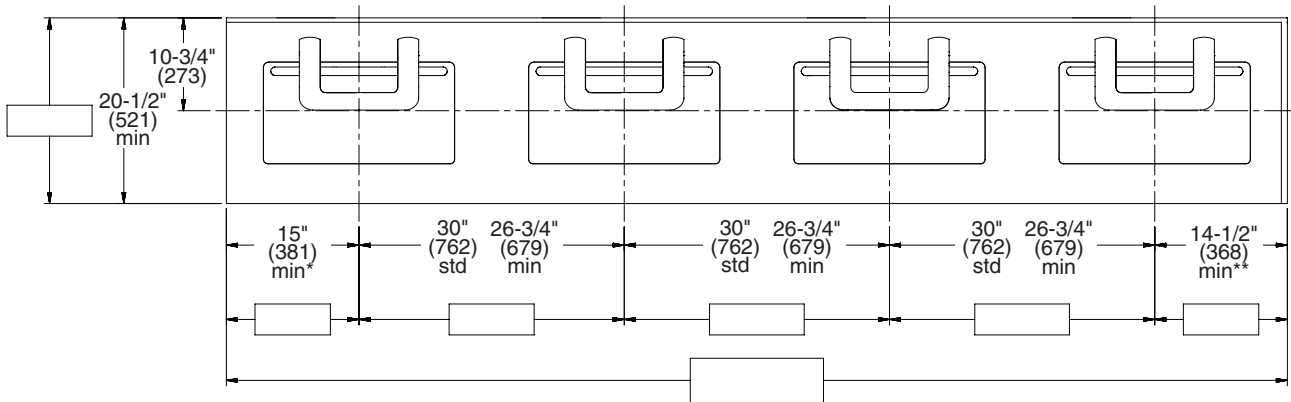 10-3/4"
(273)
20-1/2"
(521)
min
15"
(381)
min*
30"
(762)
std
26-3/4"
(679)
min
30"
(762)
std
26-3/4"
(679)
min
30"
(762)
std
26-3/4"
(679)
min
14-1/2"
(368)
min**